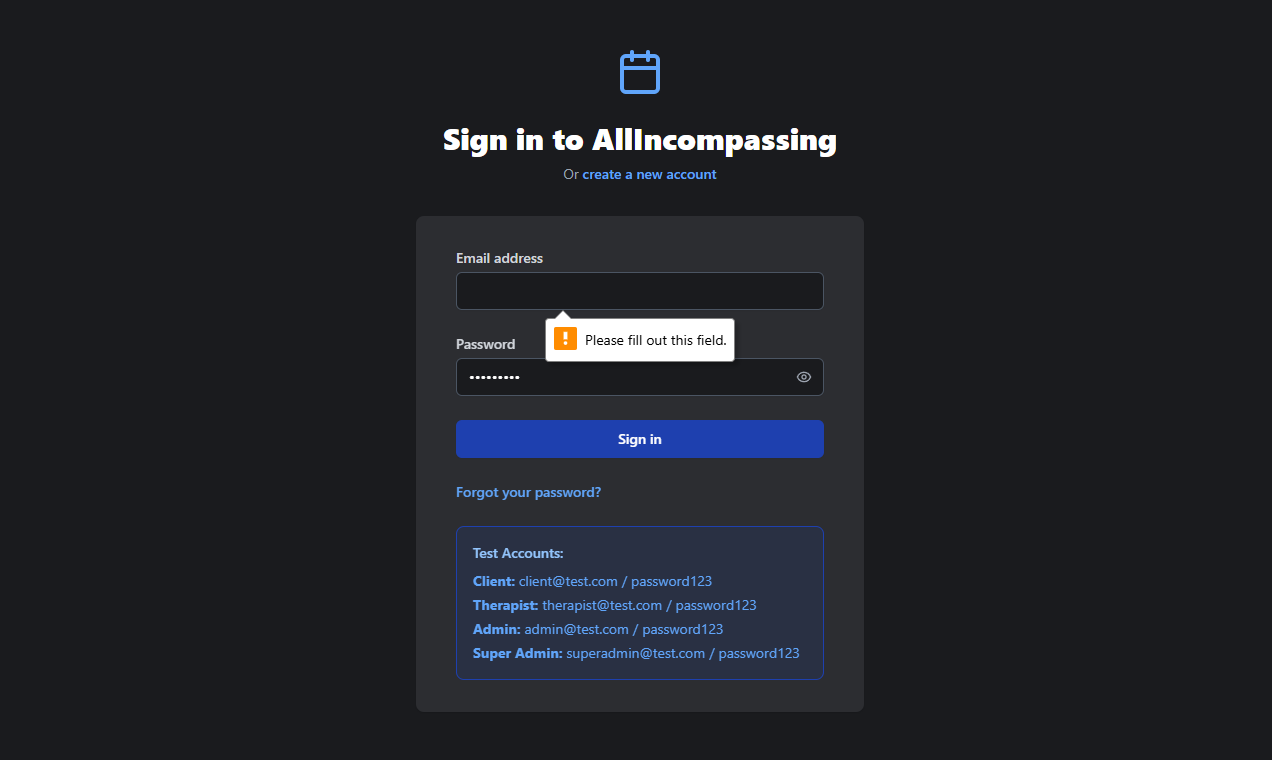 Sign in to AllIncompassing
Or create a new account
Email address
Please fill out this field.
Password
•••••••••
Sign in
Forgot your password?
Test Accounts:
Client: client@test.com / password123
Therapist: therapist@test.com / password123
Admin: admin@test.com / password123
Super Admin: superadmin@test.com / password123